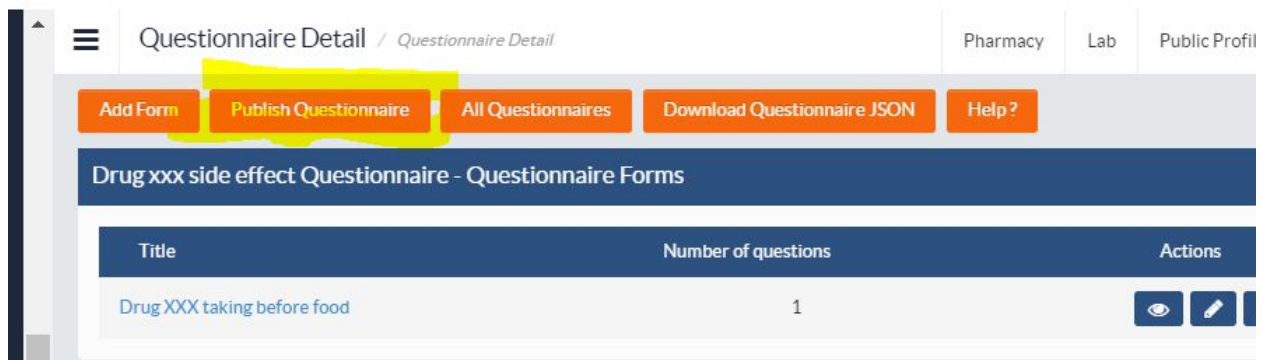 Questionnaire Detail / Questionnaire Detail Pharmacy Lab Public Profil
Add Form Publish Questionnaire All Questionnaires Download Questionnaire JSON Help ?
Drug xxx side effect Questionnaire - Questionnaire Forms
Title Number of questions Actions
Drug XXX taking before food 1